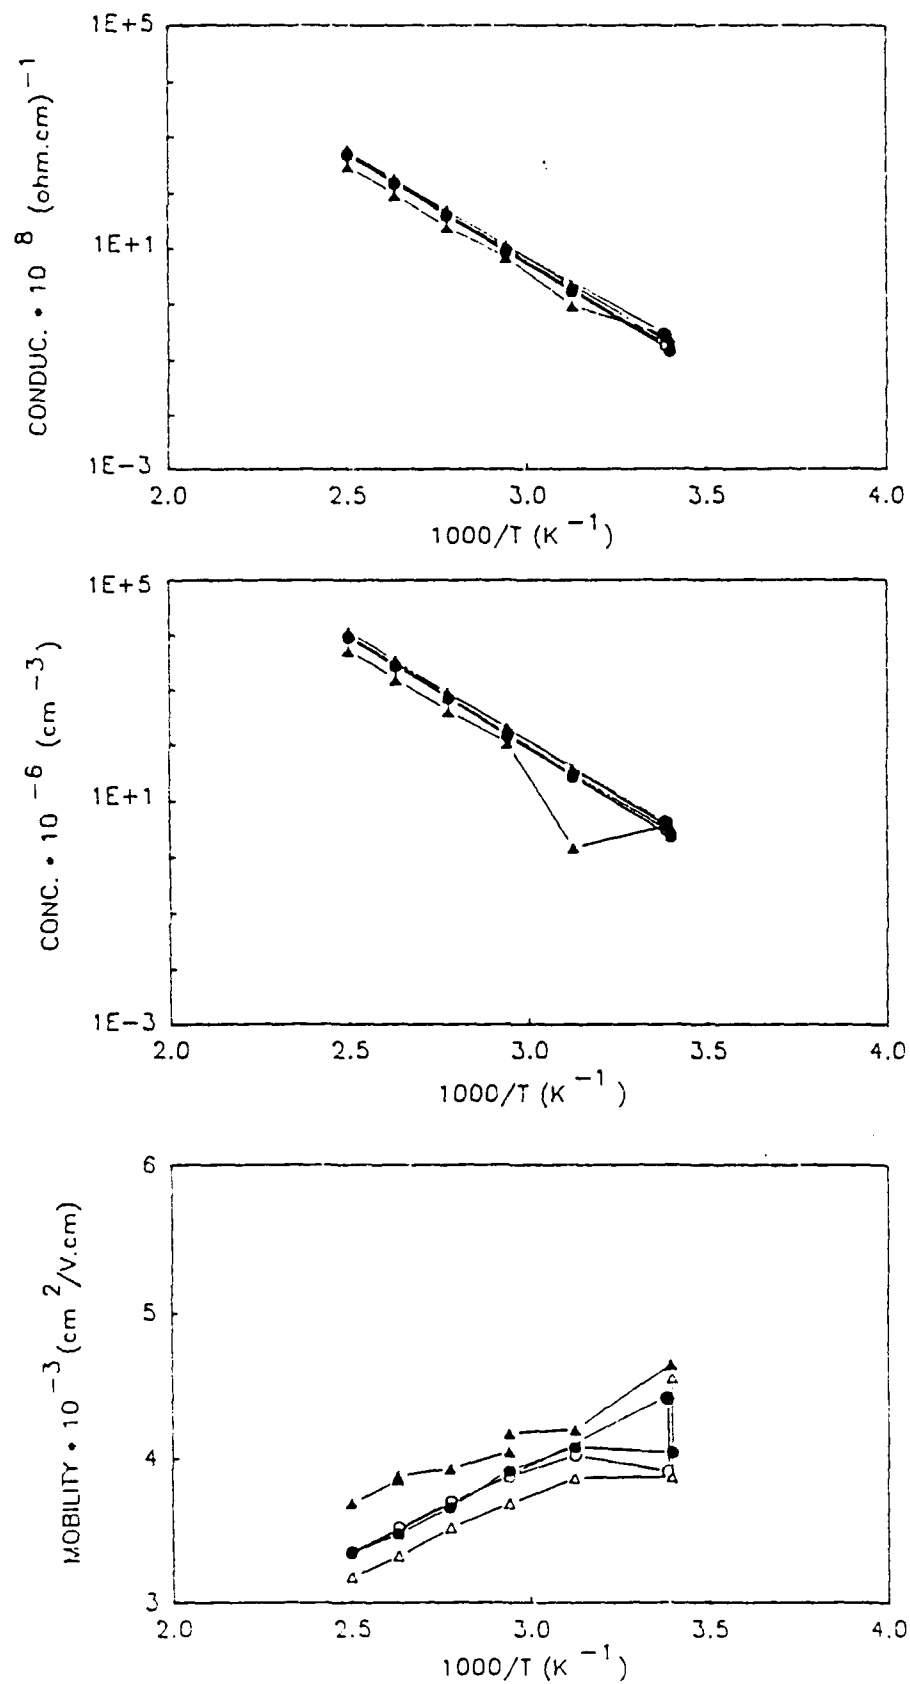 1E+5
1E+1
1E-3
CONDUC. • 10 8 (ohm.cm)-1
2.0 2.5 3.0 3.5 4.0
1000/T (K -1)
1E+5
1E+1
1E-3
CONC. • 10 -6 (cm -3)
2.0 2.5 3.0 3.5 4.0
1000/T (K -1)
6
5
4
3
MOBILITY • 10 -3 (cm 2/V.cm)
2.0 2.5 3.0 3.5 4.0
1000/T (K -1)